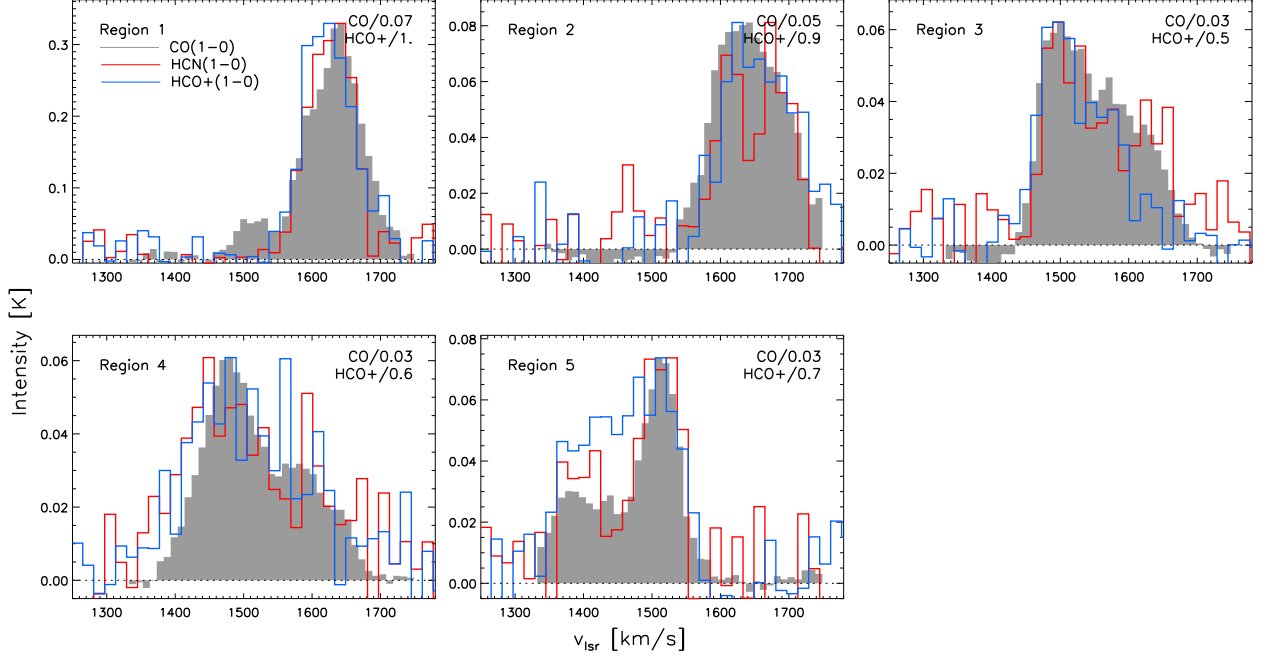 Region 1
CO/0.07
HCO+/1.
CO(1−0)
HCN(1−0)
HCO+(1−0)
0.3
0.2
0.1
0.0
1300 1400 1500 1600 1700
Region 2
CO/0.05
HCO+/0.9
0.08
0.06
0.04
0.02
0.00
1300 1400 1500 1600 1700
Region 3
CO/0.03
HCO+/0.5
0.06
0.04
0.02
0.00
1300 1400 1500 1600 1700
Intensity [K]
Region 4
CO/0.03
HCO+/0.6
0.06
0.04
0.02
0.00
1300 1400 1500 1600 1700
Region 5
CO/0.03
HCO+/0.7
0.08
0.06
0.04
0.02
0.00
1300 1400 1500 1600 1700
v_lsr [km/s]